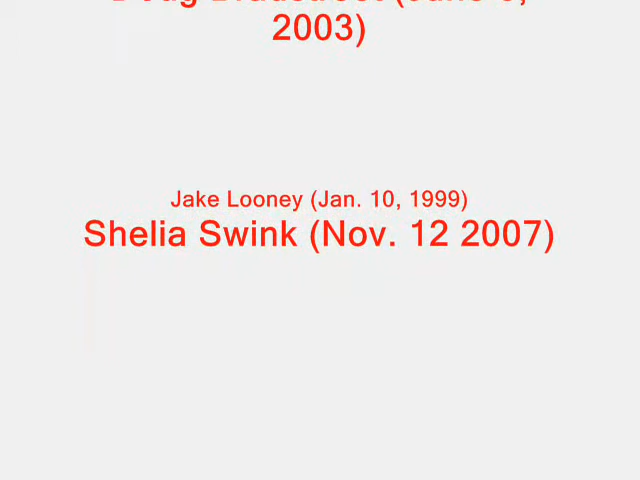 2003)
Jake Looney (Jan. 10, 1999)
Shelia Swink (Nov. 12 2007)